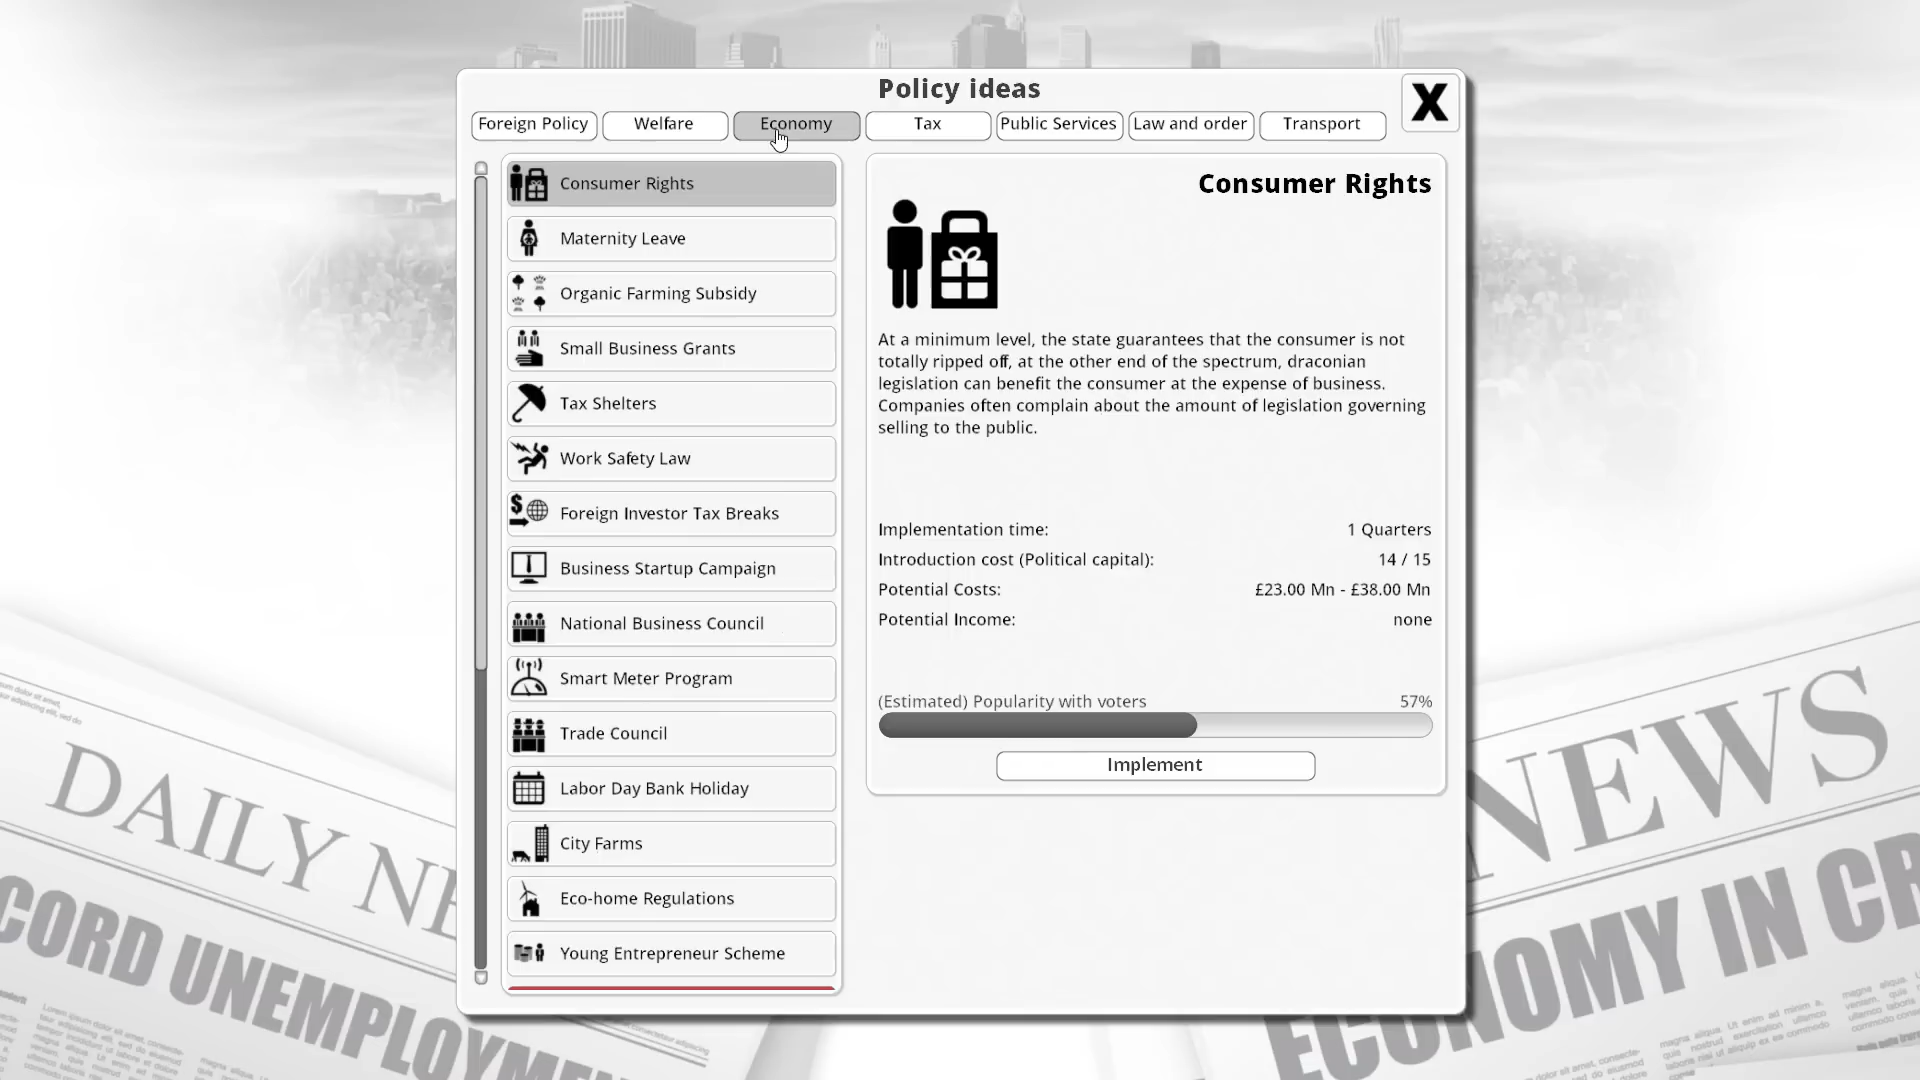 Policy ideas
X
Foreign Policy
Welfare
Economy
Tax
Public Services
Law and order
Transport
Consumer Rights
Maternity Leave
Organic Farming Subsidy
Small Business Grants
Tax Shelters
Work Safety Law
Foreign Investor Tax Breaks
Business Startup Campaign
National Business Council
Smart Meter Program
Trade Council
Labor Day Bank Holiday
City Farms
Eco-home Regulations
Young Entrepreneur Scheme
Consumer Rights
At a minimum level, the state guarantees that the consumer is not
totally ripped off, at the other end of the spectrum, draconian
legislation can benefit the consumer at the expense of business.
Companies often complain about the amount of legislation governing
selling to the public.
Implementation time: 1 Quarters
Introduction cost (Political capital): 14 / 15
Potential Costs: £23.00 Mn - £38.00 Mn
Potential Income: none
(Estimated) Popularity with voters 57%
Implement
DAILY NE
CORD UNEMPLOYME
NEWS
ECONOMY IN CR